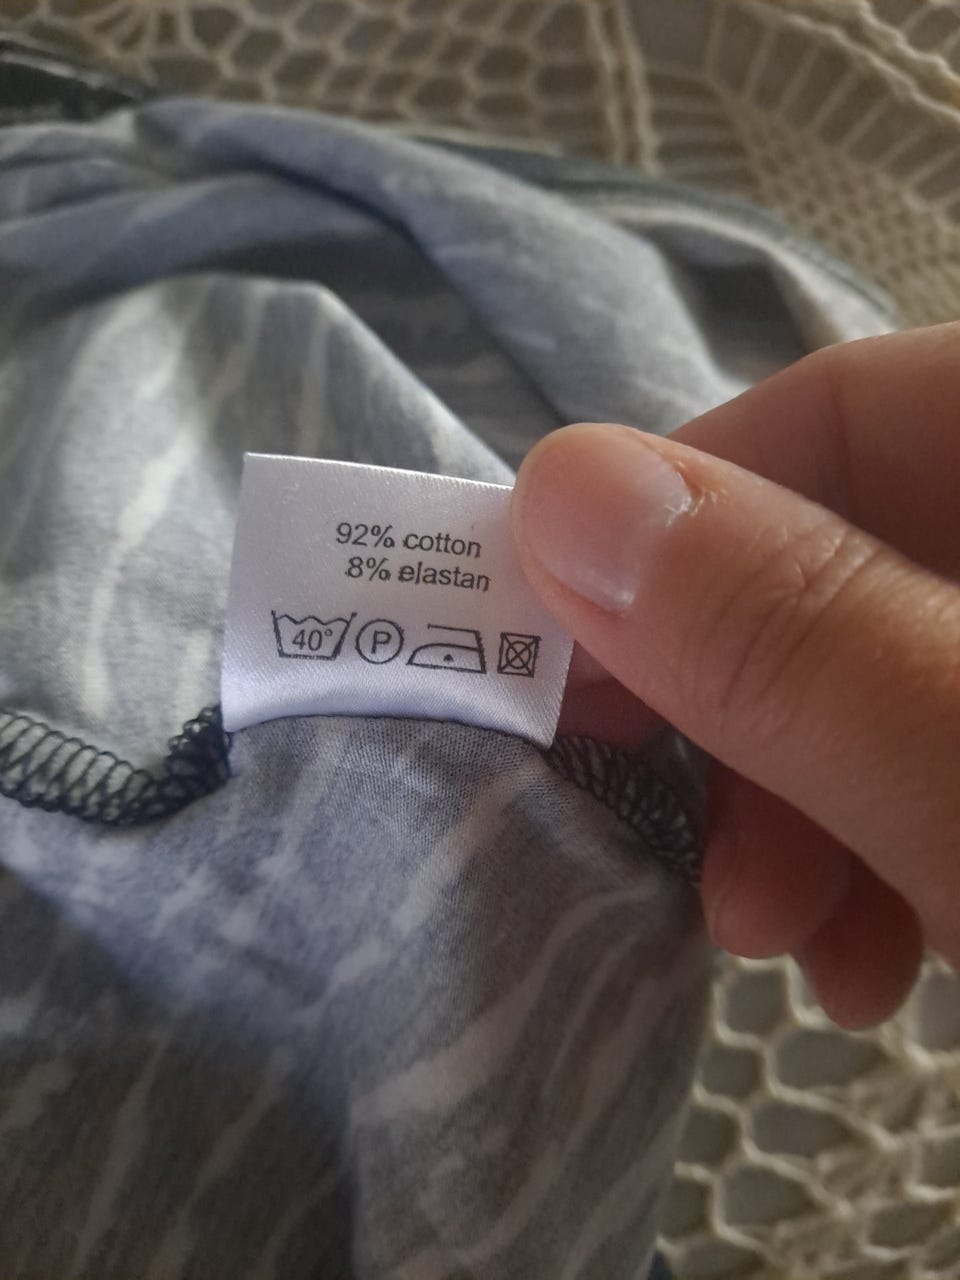 92% cotton
8% elastan
40° P